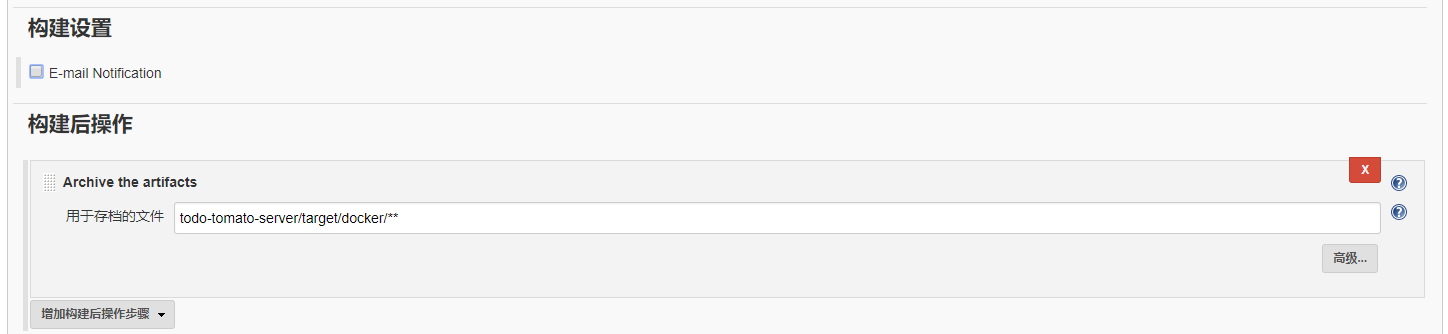 构建设置
E-mail Notification
构建后操作
X
Archive the artifacts
?
用于存档的文件 todo-tomato-server/target/docker/**
?
高级...
增加构建后操作步骤